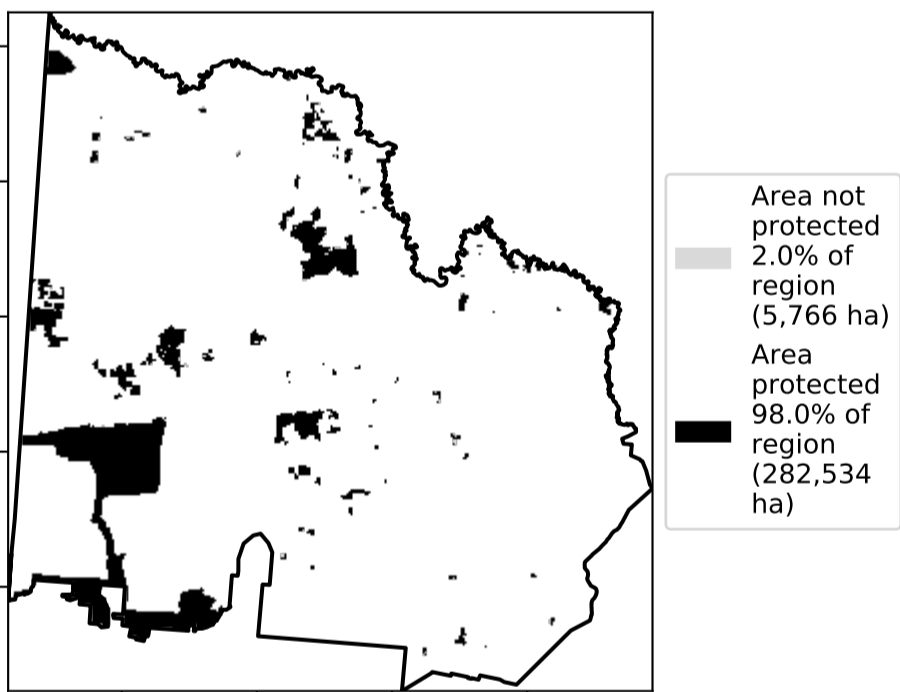 Area not
protected
2.0% of
region
(5,766 ha)
Area
protected
98.0% of
region
(282,534
ha)